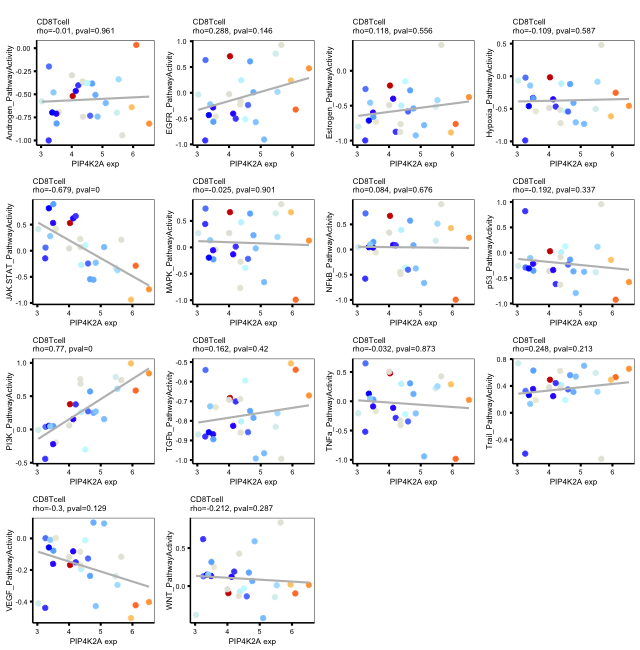 CD8Tcell
rho=-0.01, pval=0.961
Androgen_PathwayActivity
0.00
-0.25
-0.50
-0.75
-1.00
3 4 5 6
PIP4K2A exp
CD8Tcell
rho=0.288, pval=0.146
EGFR_PathwayActivity
1.0
0.5
0.0
-0.5
-1.0
3 4 5 6
PIP4K2A exp
CD8Tcell
rho=0.118, pval=0.556
Estrogen_PathwayActivity
0.0
-0.5
-1.0
3 4 5 6
PIP4K2A exp
CD8Tcell
rho=-0.109, pval=0.587
Hypoxia_PathwayActivity
0.5
0.0
-0.5
-1.0
3 4 5 6
PIP4K2A exp
CD8Tcell
rho=-0.679, pval=0
JAK.STAT_PathwayActivity
0.5
0.0
-0.5
-1.0
3 4 5 6
PIP4K2A exp
CD8Tcell
rho=-0.025, pval=0.901
MAPK_PathwayActivity
0.5
0.0
-0.5
-1.0
3 4 5 6
PIP4K2A exp
CD8Tcell
rho=0.084, pval=0.676
NFkB_PathwayActivity
1.0
0.5
0.0
-0.5
-1.0
3 4 5 6
PIP4K2A exp
CD8Tcell
rho=-0.192, pval=0.337
p53_PathwayActivity
1.0
0.5
0.0
-0.5
-1.0
3 4 5 6
PIP4K2A exp
CD8Tcell
rho=0.77, pval=0
PI3K_PathwayActivity
1.0
0.5
0.0
-0.5
3 4 5 6
PIP4K2A exp
CD8Tcell
rho=0.162, pval=0.42
TGFb_PathwayActivity
-0.5
-0.6
-0.7
-0.8
-0.9
-1.0
3 4 5 6
PIP4K2A exp
CD8Tcell
rho=-0.032, pval=0.873
TNFa_PathwayActivity
0.5
0.0
-0.5
-1.0
3 4 5 6
PIP4K2A exp
CD8Tcell
rho=0.248, pval=0.213
Trail_PathwayActivity
0.8
0.4
0.0
-0.4
3 4 5 6
PIP4K2A exp
CD8Tcell
rho=-0.3, pval=0.129
VEGF_PathwayActivity
0.0
-0.2
-0.4
3 4 5 6
PIP4K2A exp
CD8Tcell
rho=-0.212, pval=0.287
WNT_PathwayActivity
0.5
0.0
3 4 5 6
PIP4K2A exp